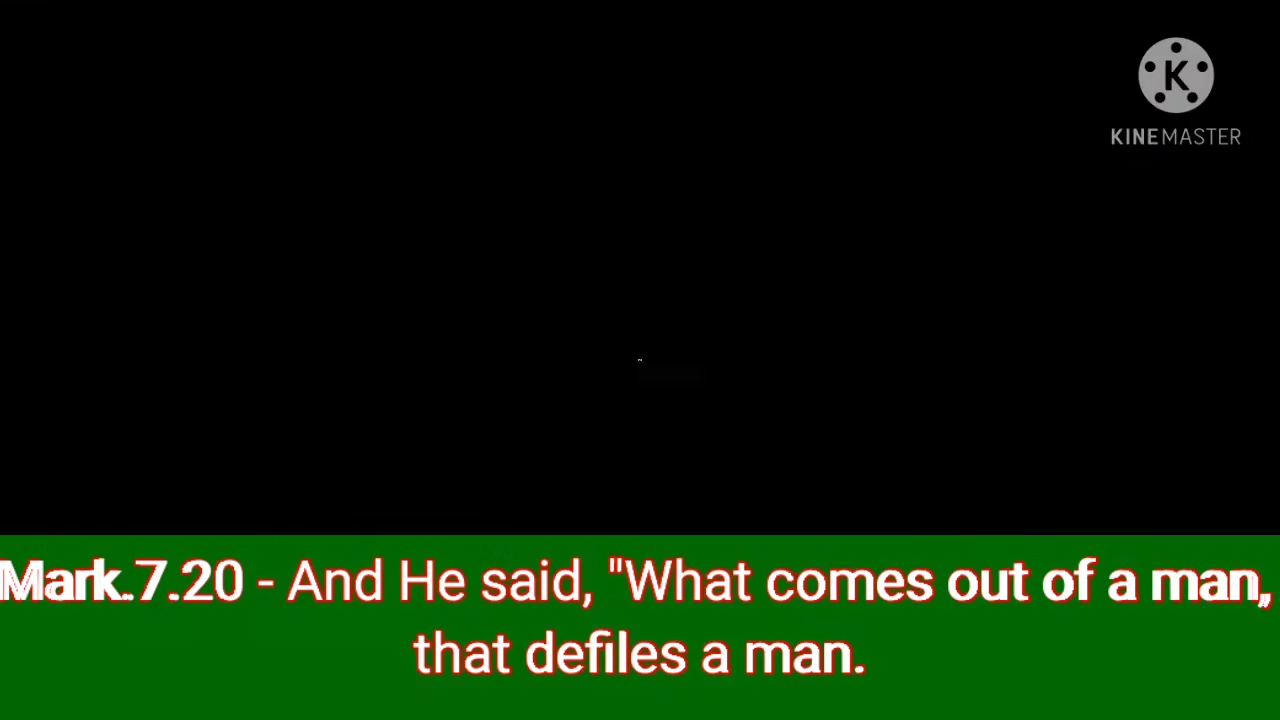 K
KINEMASTER
Mark.7.20 - And He said, "What comes out of a man,
that defiles a man.